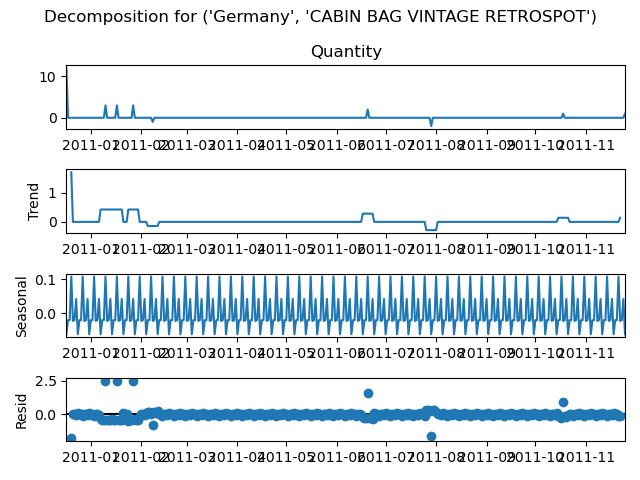 Decomposition for ('Germany', 'CABIN BAG VINTAGE RETROSPOT')
Quantity
10
0
2011-01 2011-02 2011-03 2011-04 2011-05 2011-06 2011-07 2011-08 2011-09 2011-10 2011-11
Trend
1
0
2011-01 2011-02 2011-03 2011-04 2011-05 2011-06 2011-07 2011-08 2011-09 2011-10 2011-11
Seasonal
0.1
0.0
2011-01 2011-02 2011-03 2011-04 2011-05 2011-06 2011-07 2011-08 2011-09 2011-10 2011-11
Resid
2.5
0.0
2011-01 2011-02 2011-03 2011-04 2011-05 2011-06 2011-07 2011-08 2011-09 2011-10 2011-11